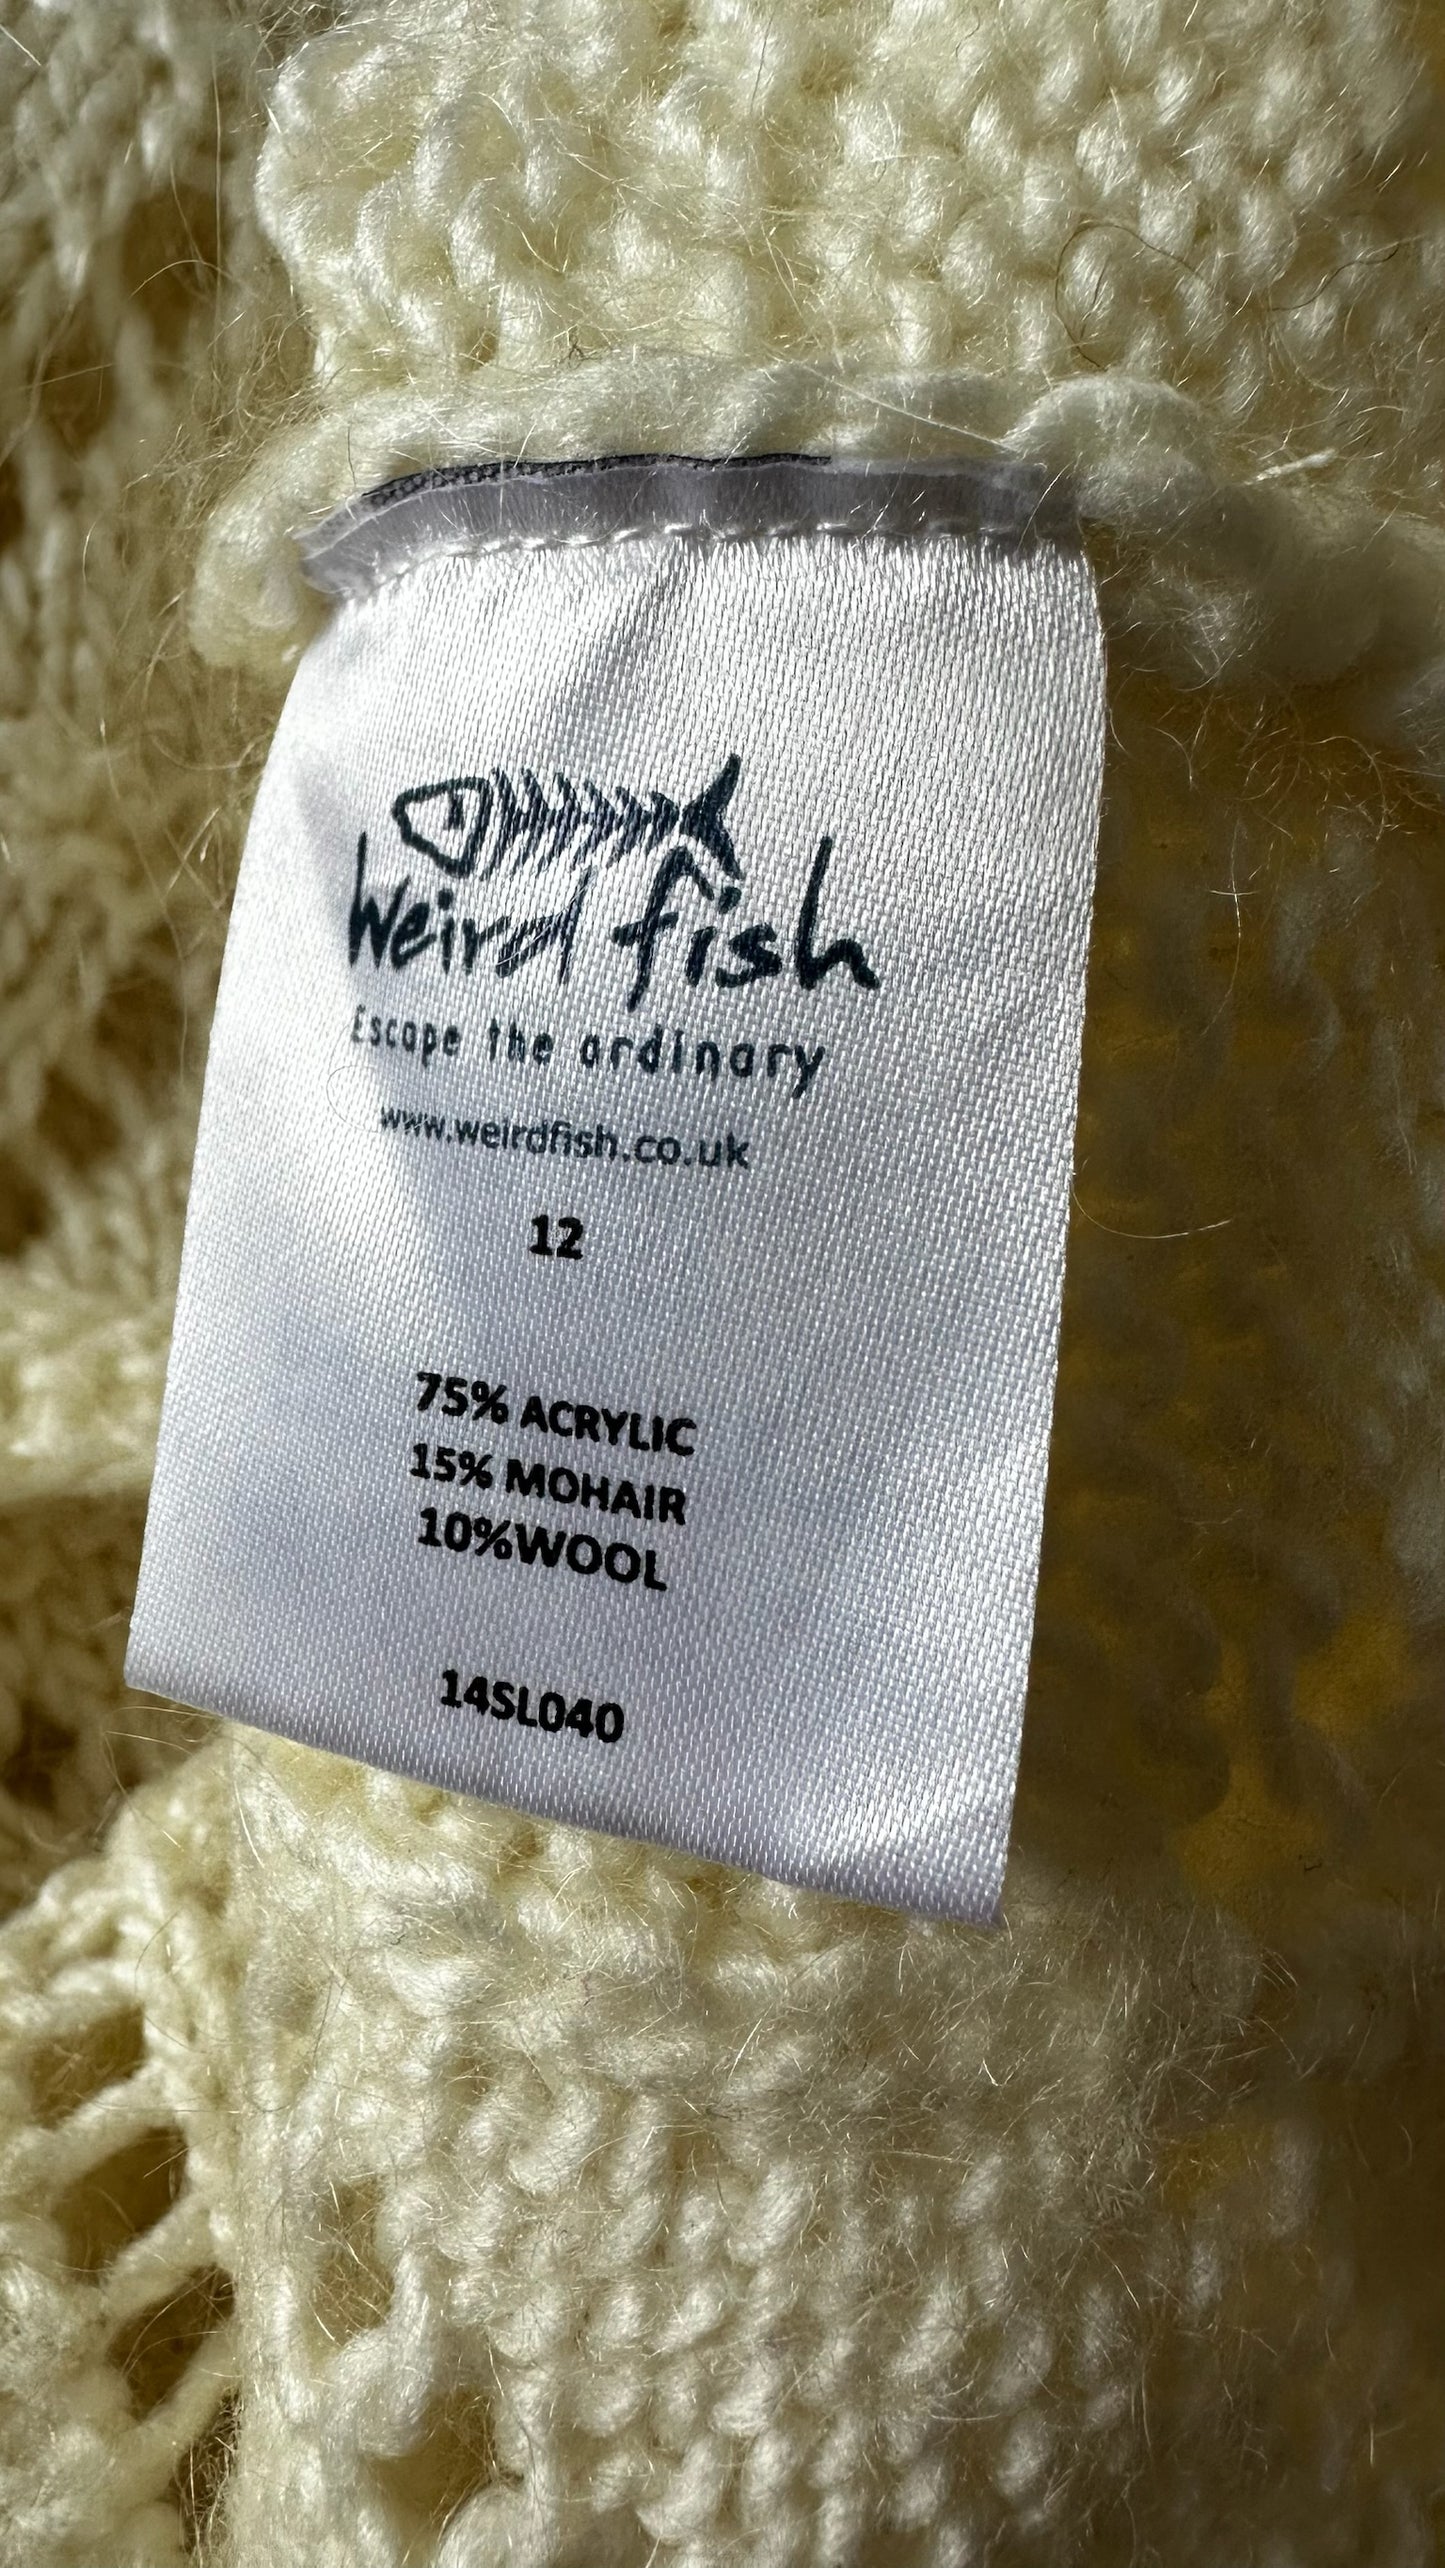 Weird fish
Escape the ordinary
www.weirdfish.co.uk
12
75% ACRYLIC
15% MOHAIR
10%WOOL
14SL040